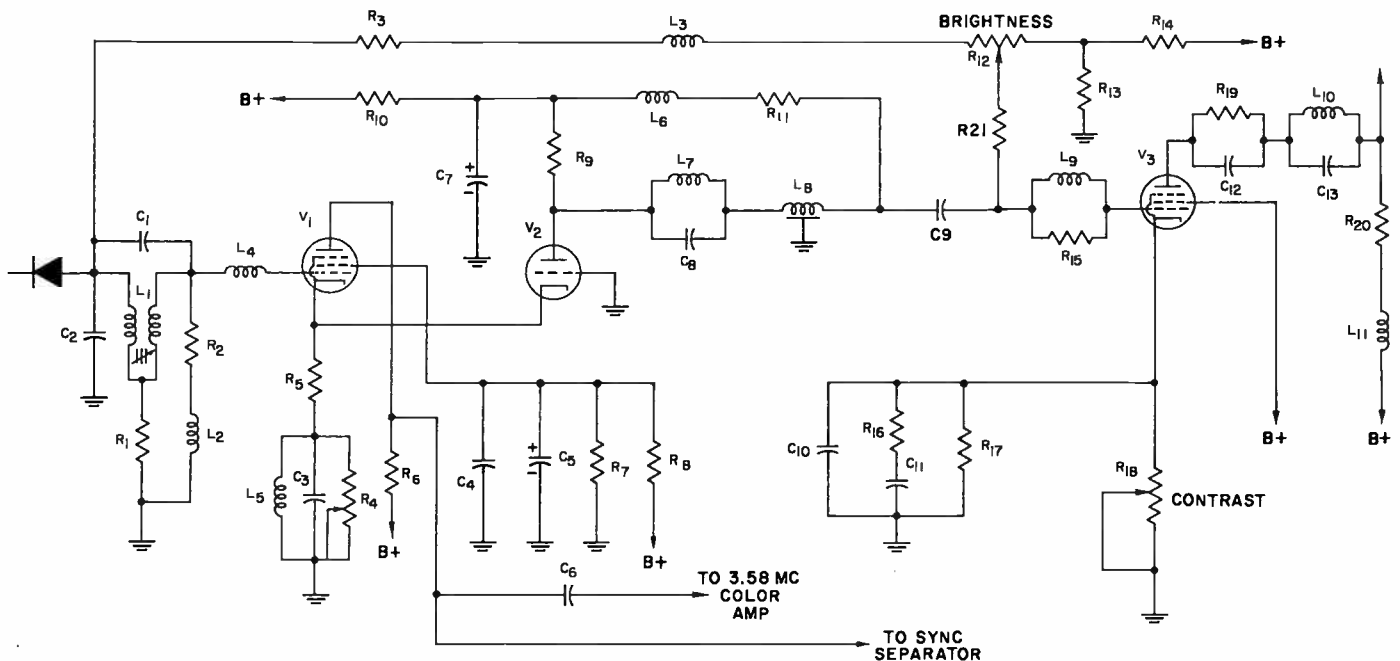 BRIGHTNESS
R3
L3
R12
R14
B+
B+
R10
L6
R11
R21
R13
R19
L10
C7
R9
L7
L8
L9
V3
C12
C13
C1
L4
V1
V2
C8
C9
R15
R20
L1
C2
R2
L11
R5
R1
L2
C10
R16
C11
R17
B+
B+
L5
C3
R4
R6
C4
C5
R7
R8
R18
CONTRAST
B+
B+
C6
TO 3.58 MC
COLOR
AMP
TO SYNC
SEPARATOR